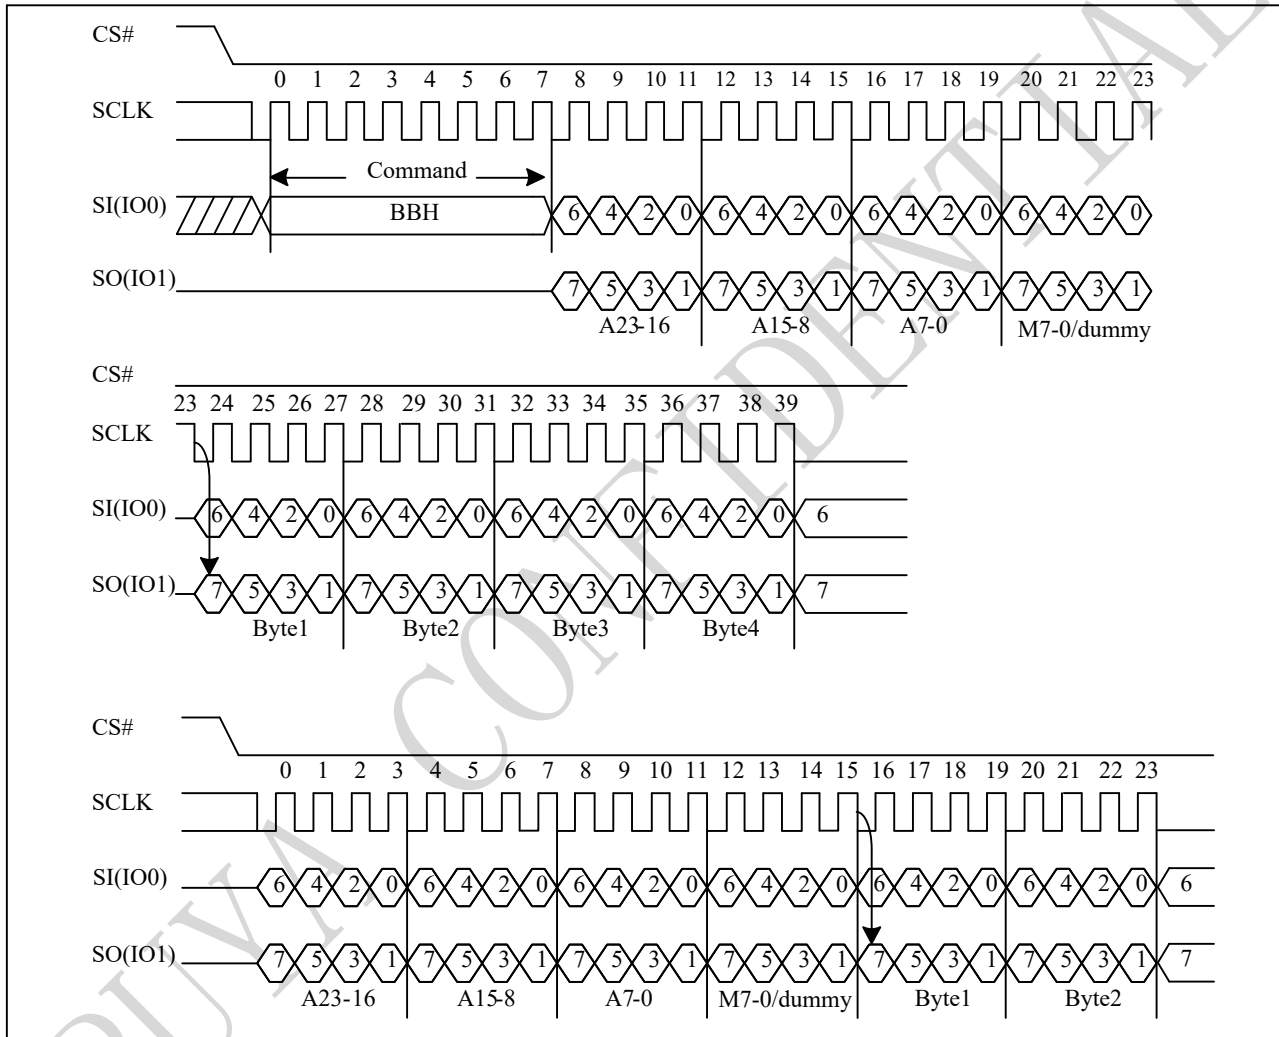 CS#
0 1 2 3 4 5 6 7 8 9 10 11 12 13 14 15 16 17 18 19 20 21 22 23
SCLK
Command
SI(IO0) BBH 6 4 2 0 6 4 2 0 6 4 2 0 6 4 2 0
SO(IO1) 7 5 3 1 7 5 3 1 7 5 3 1 7 5 3 1
A23-16 A15-8 A7-0 M7-0/dummy
CS#
23 24 25 26 27 28 29 30 31 32 33 34 35 36 37 38 39
SCLK
SI(IO0) 6 4 2 0 6 4 2 0 6 4 2 0 6 4 2 0 6
SO(IO1) 7 5 3 1 7 5 3 1 7 5 3 1 7 5 3 1 7
Byte1 Byte2 Byte3 Byte4
CS#
0 1 2 3 4 5 6 7 8 9 10 11 12 13 14 15 16 17 18 19 20 21 22 23
SCLK
SI(IO0) 6 4 2 0 6 4 2 0 6 4 2 0 6 4 2 0 6 4 2 0 6 4 2 0 6
SO(IO1) 7 5 3 1 7 5 3 1 7 5 3 1 7 5 3 1 7 5 3 1 7 5 3 1 7
A23-16 A15-8 A7-0 M7-0/dummy Byte1 Byte2
PUYA CONFIDENTIAL